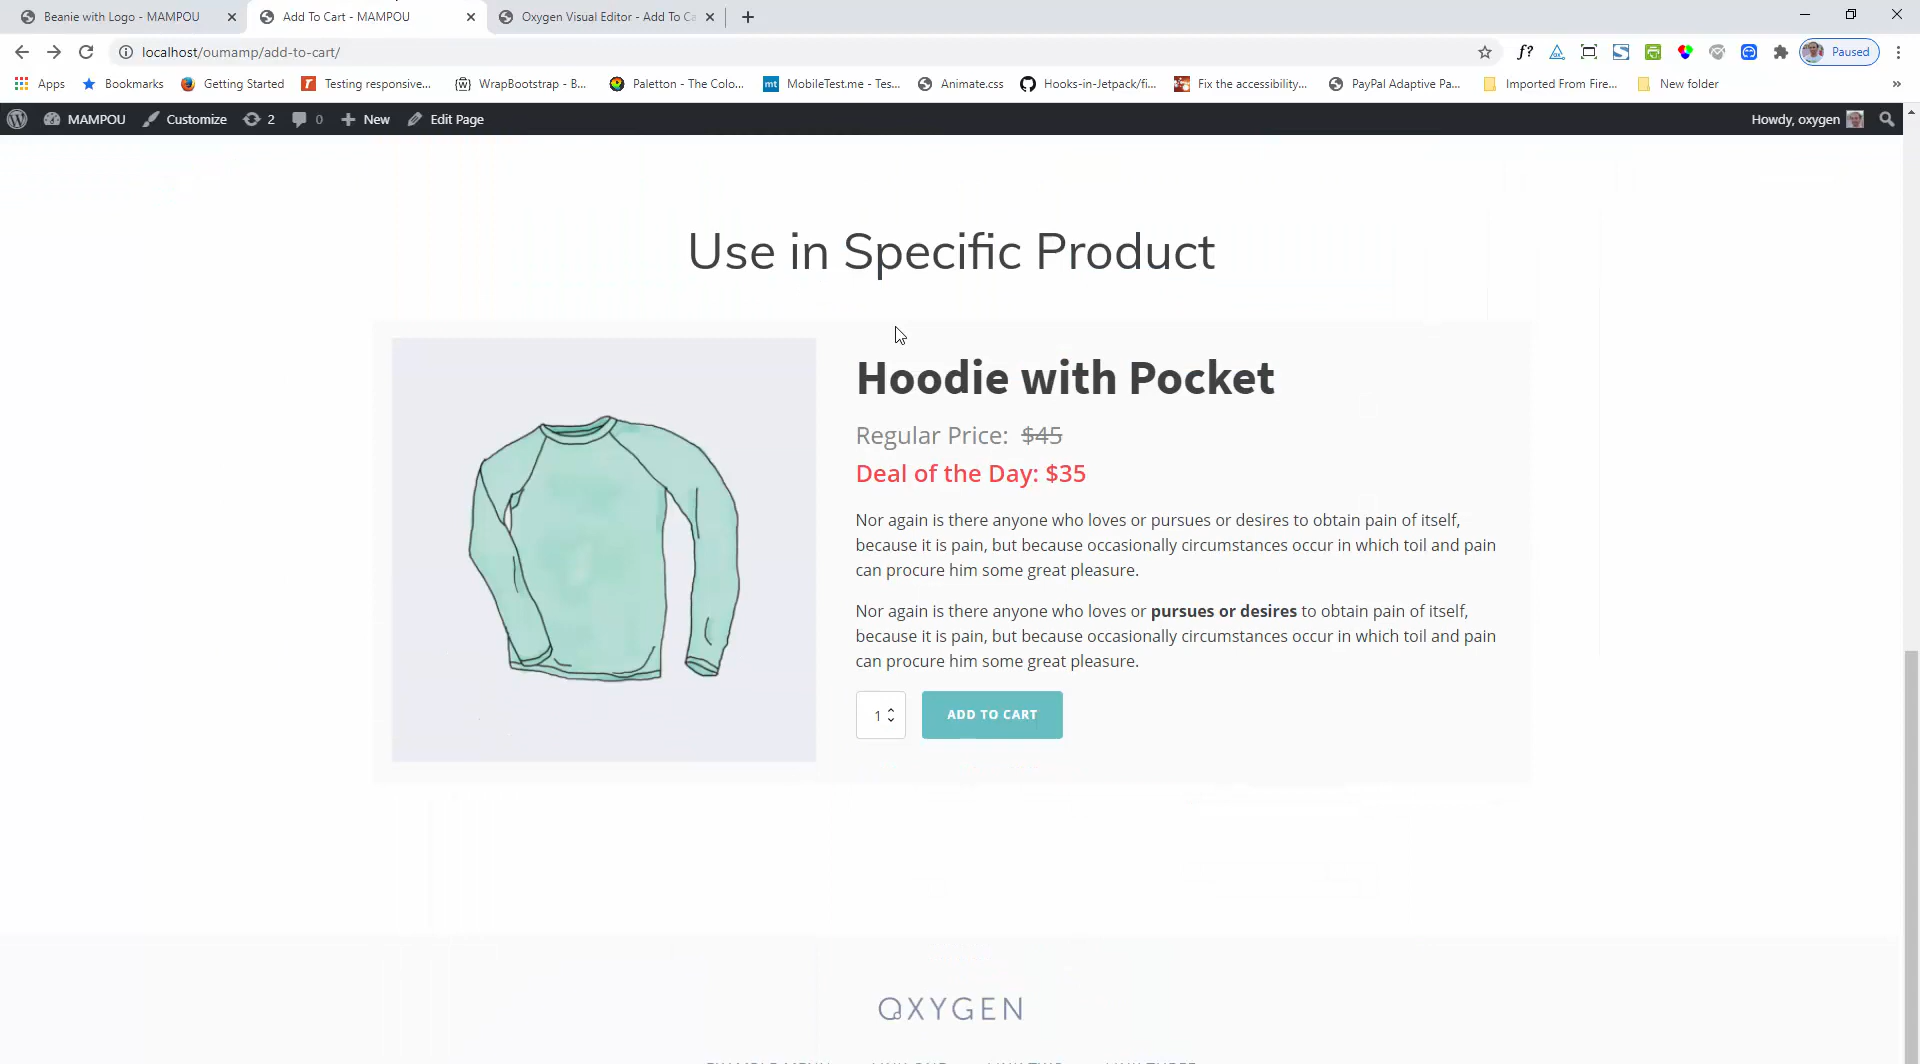 Beanie with Logo - MAMPOU
Add To Cart - MAMPOU
Oxygen Visual Editor - Add To Ca
localhost/oumamp/add-to-cart/
f?
Paused
Apps
Bookmarks
Getting Started
Testing responsive...
WrapBootstrap - B...
Paletton - The Colo...
mt
MobileTest.me - Tes...
Animate.css
Hooks-in-Jetpack/fi...
Fix the accessibility...
PayPal Adaptive Pa...
Imported From Fire...
New folder
»
MAMPOU
Customize
2
0
New
Edit Page
Howdy, oxygen
Use in Specific Product
Hoodie with Pocket
Regular Price: $45
Deal of the Day: $35
Nor again is there anyone who loves or pursues or desires to obtain pain of itself,
because it is pain, but because occasionally circumstances occur in which toil and pain
can procure him some great pleasure.
Nor again is there anyone who loves or pursues or desires to obtain pain of itself,
because it is pain, but because occasionally circumstances occur in which toil and pain
can procure him some great pleasure.
1
ADD TO CART
OXYGEN